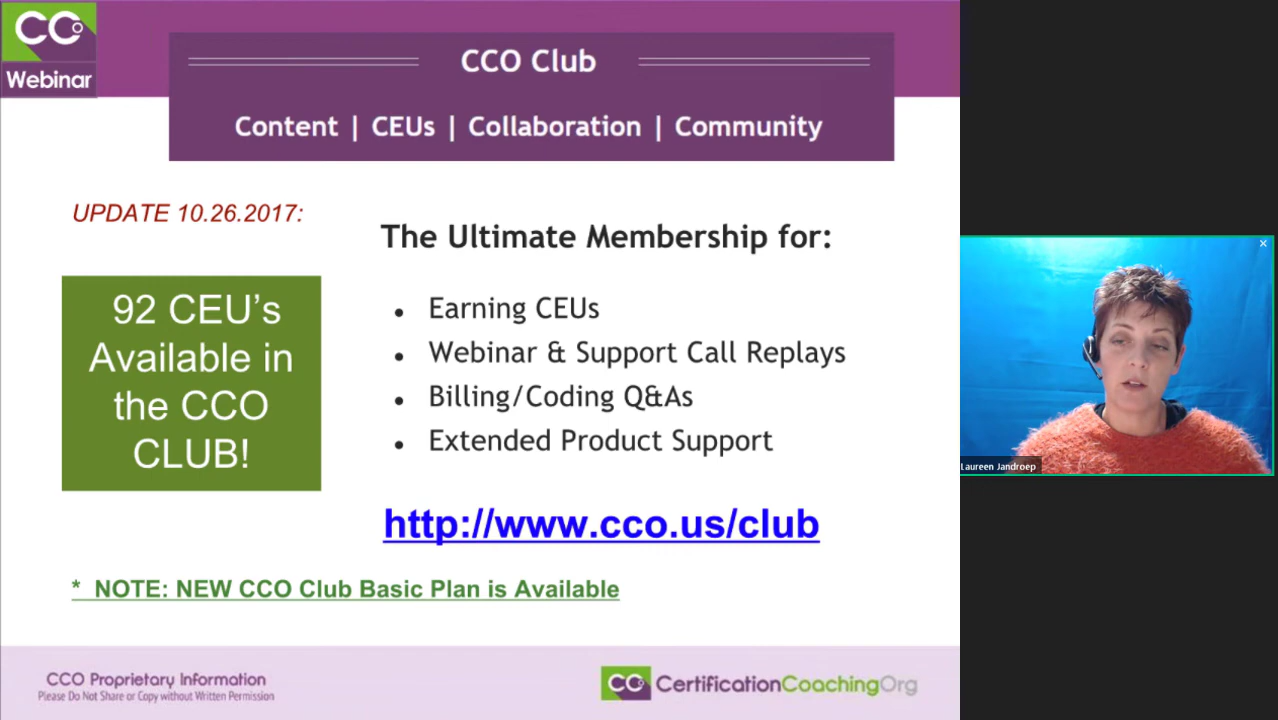 CCO
Webinar
CCO Club
Content | CEUs | Collaboration | Community
UPDATE 10.26.2017:
92 CEU's
Available in
the CCO
CLUB!
The Ultimate Membership for:
• Earning CEUs
• Webinar & Support Call Replays
• Billing/Coding Q&As
• Extended Product Support
http://www.cco.us/club
* NOTE: NEW CCO Club Basic Plan is Available
Laureen Jandroep
CCO Proprietary Information
Please Do Not Share or Copy without Written Permission
CCO CertificationCoachingOrg